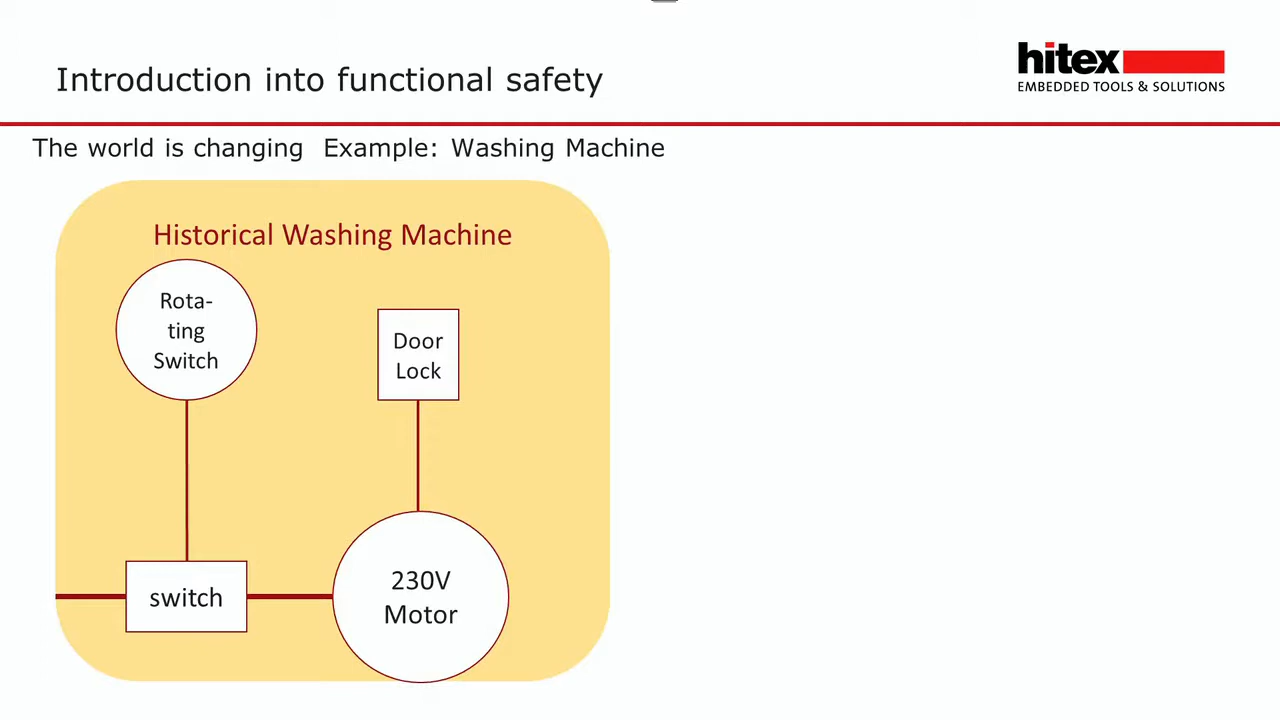 Introduction into functional safety
hitex
EMBEDDED TOOLS & SOLUTIONS
The world is changing  Example: Washing Machine
Historical Washing Machine
Rota-
ting
Switch
Door
Lock
switch
230V
Motor